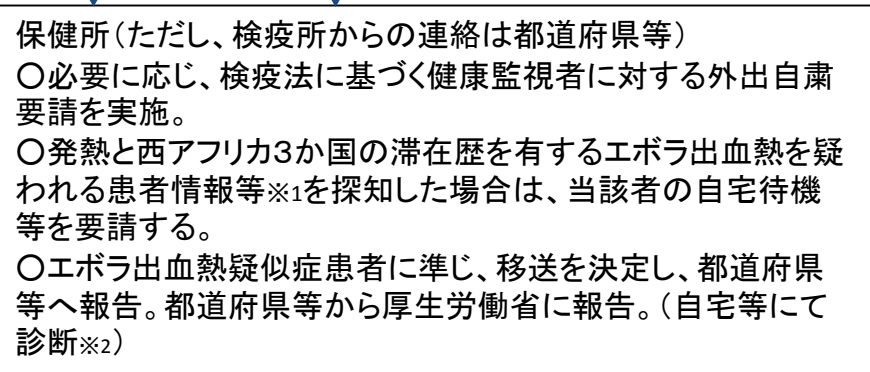 保健所(ただし、検疫所からの連絡は都道府県等)
〇必要に応じ、検疫法に基づく健康監視者に対する外出自粛
要請を実施。
〇発熱と西アフリカ3か国の滞在歴を有するエボラ出血熱を疑
われる患者情報等※1を探知した場合は、当該者の自宅待機
等を要請する。
〇エボラ出血熱疑似症患者に準じ、移送を決定し、都道府県
等へ報告。都道府県等から厚生労働省に報告。(自宅等にて
診断※2)